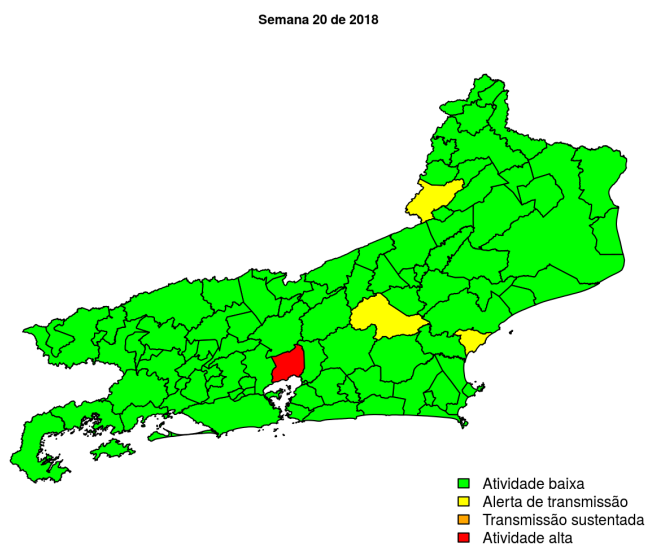 Semana 20 de 2018
Atividade baixa
Alerta de transmissão
Transmissão sustentada
Atividade alta